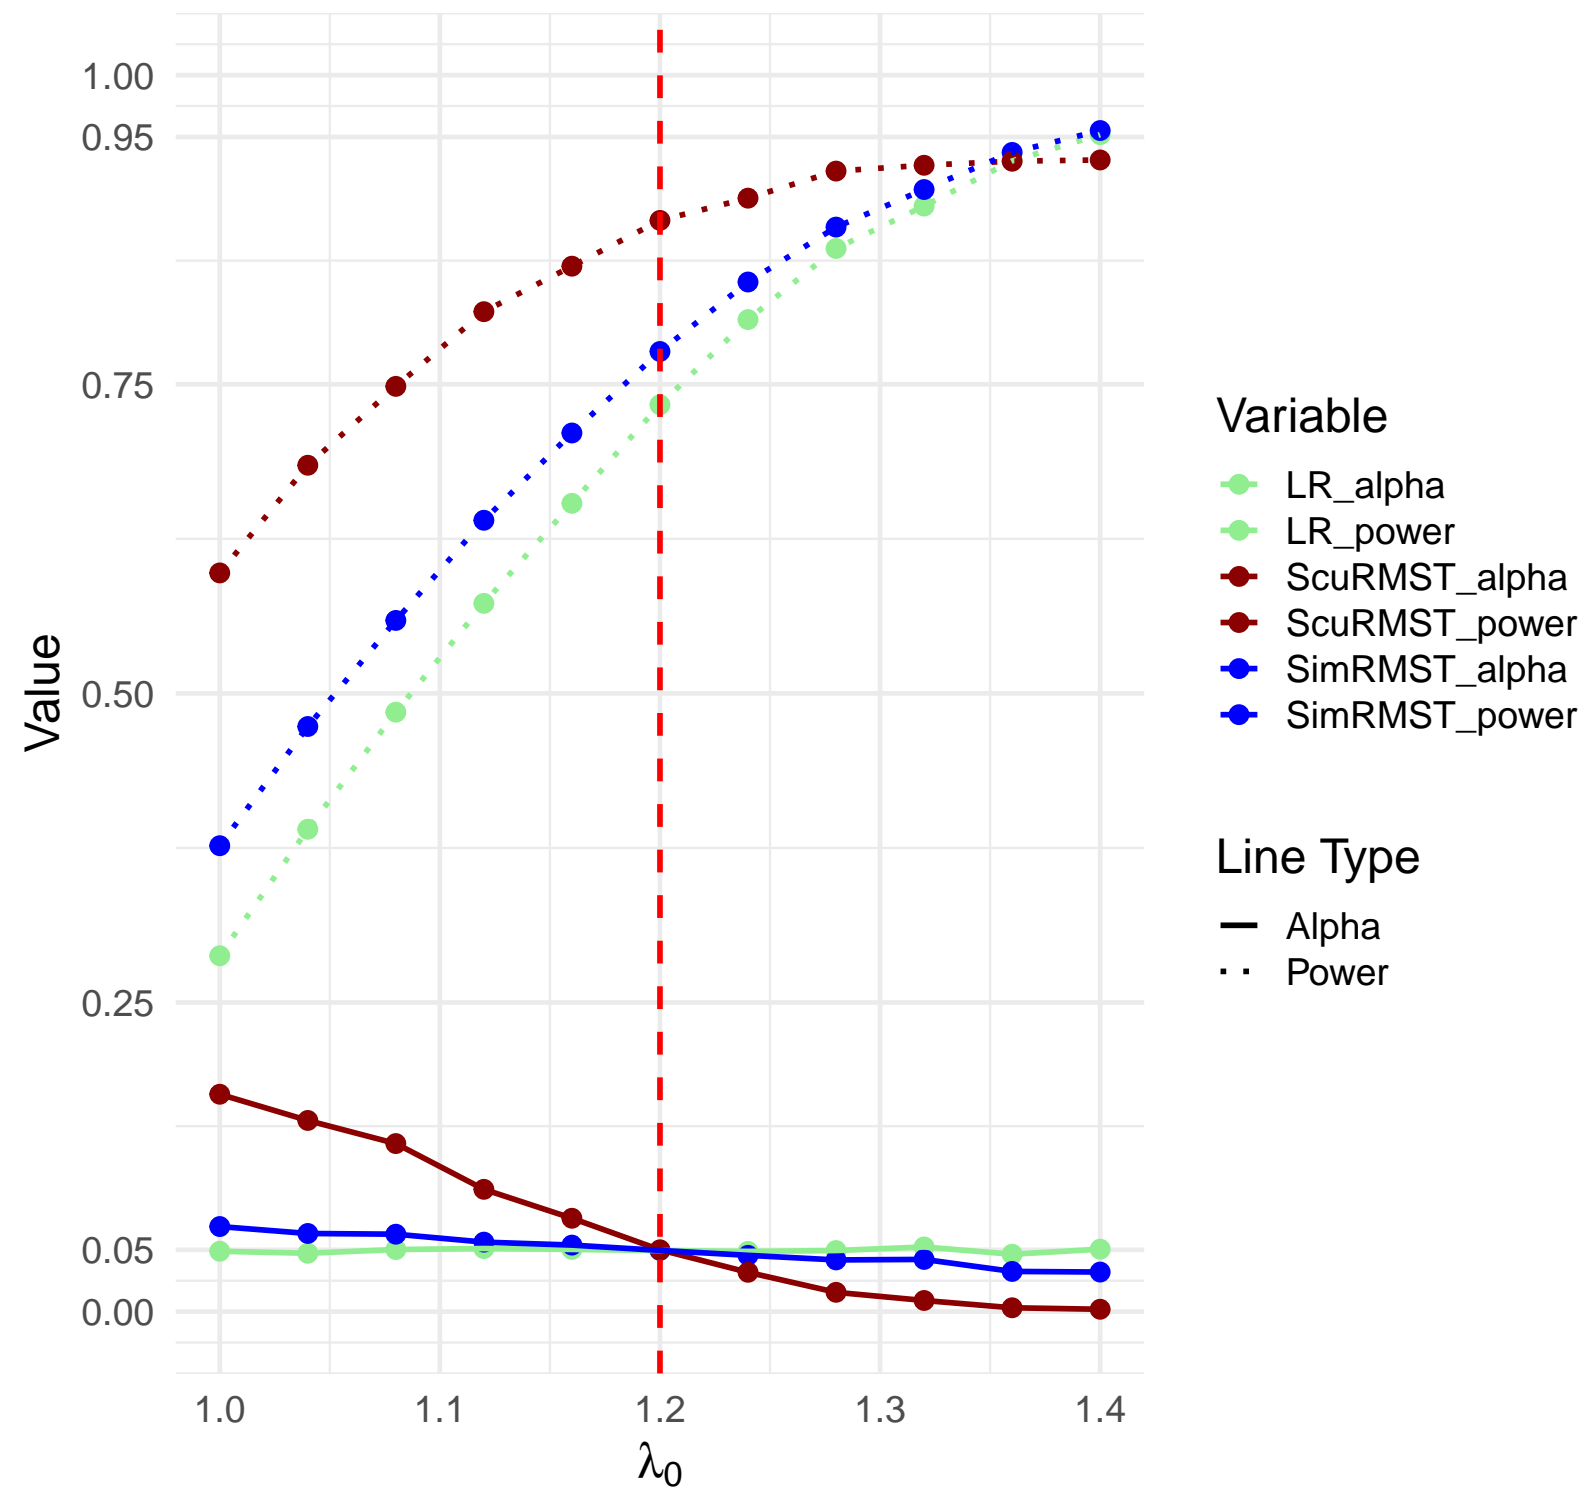 1.00
0.95
0.75
0.50
0.25
0.05
0.00
Value
1.0 1.1 1.2 1.3 1.4
λ0
Variable
LR_alpha
LR_power
ScuRMST_alpha
ScuRMST_power
SimRMST_alpha
SimRMST_power
Line Type
Alpha
Power